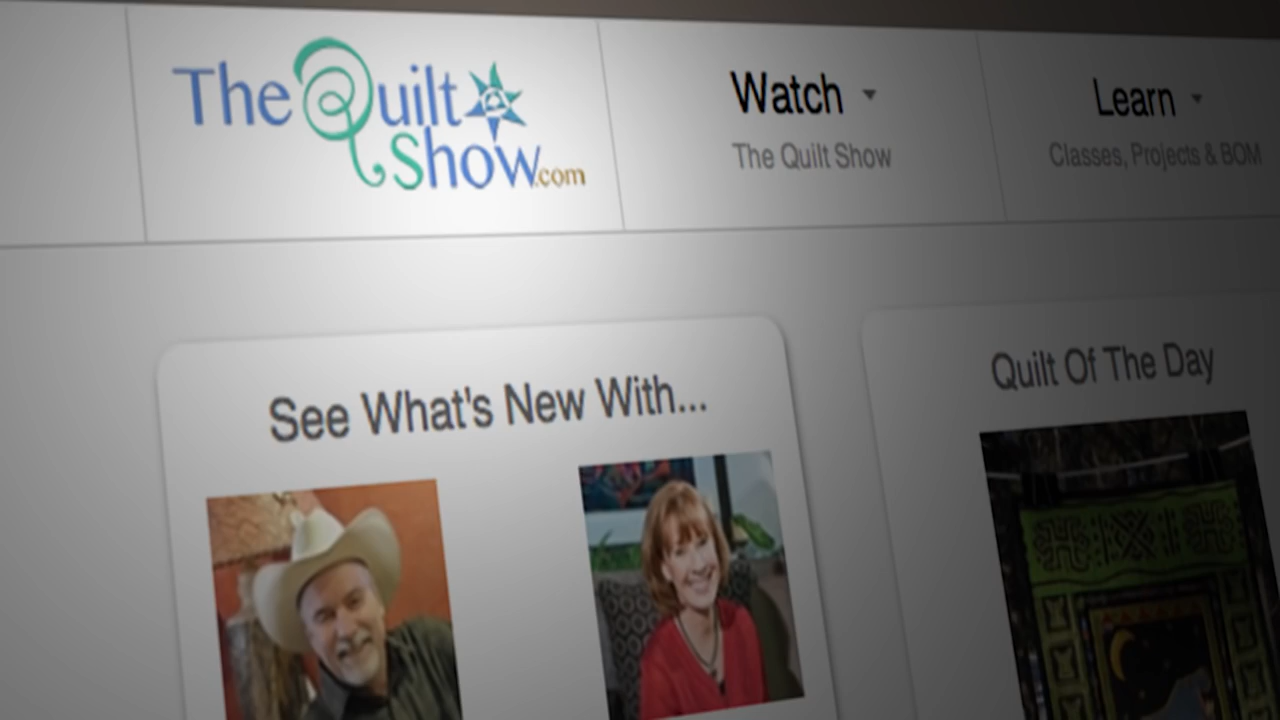 The Quilt
Show.com
Watch
The Quilt Show
Learn
Classes, Projects & BOM
See What's New With...
Quilt Of The Day